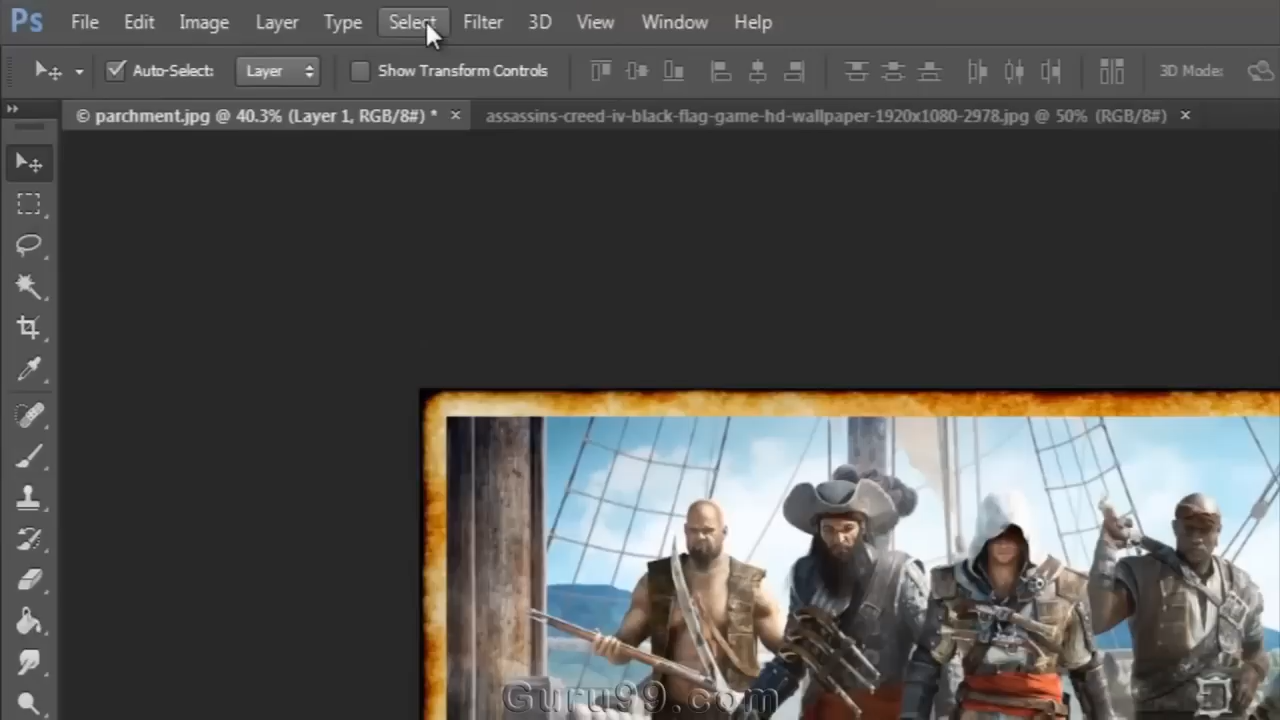 Ps File Edit Image Layer Type Select Filter 3D View Window Help
Auto-Select: Layer Show Transform Controls 3D Mode:
© parchment.jpg @ 40.3% (Layer 1, RGB/8#) * × assassins-creed-iv-black-flag-game-hd-wallpaper-1920x1080-2978.jpg @ 50% (RGB/8#) ×
Guru99.com